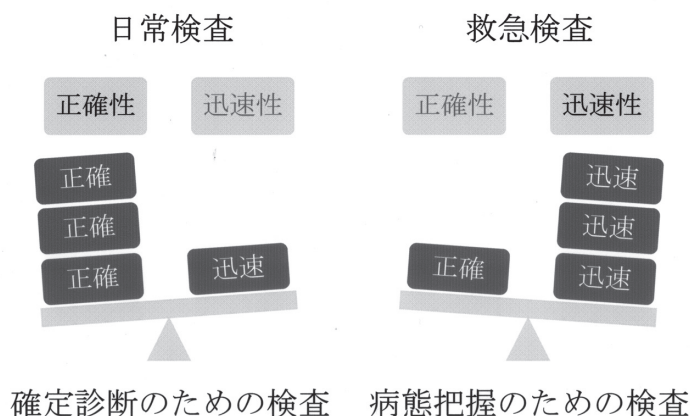 日常検査
正確性 迅速性
正確
正確
正確 迅速
確定診断のための検査
救急検査
正確性 迅速性
迅速
迅速
正確 迅速
病態把握のための検査